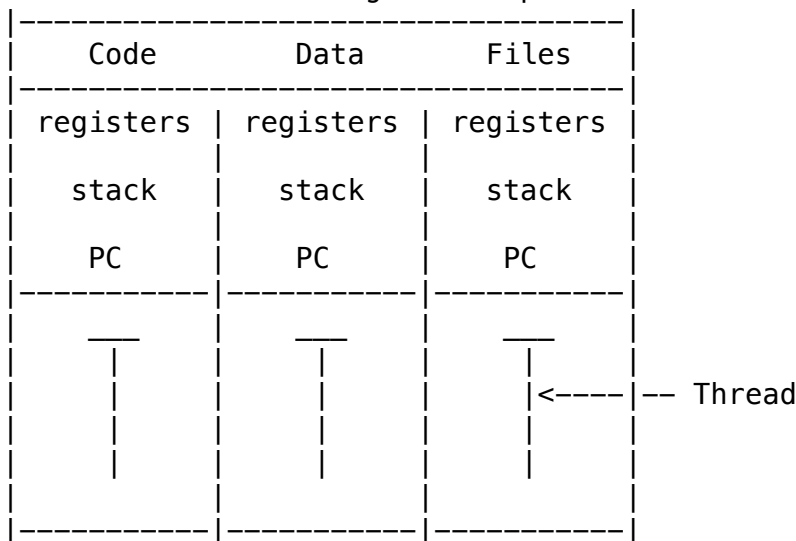 Code Data Files
registers registers registers
stack stack stack
PC PC PC
Thread